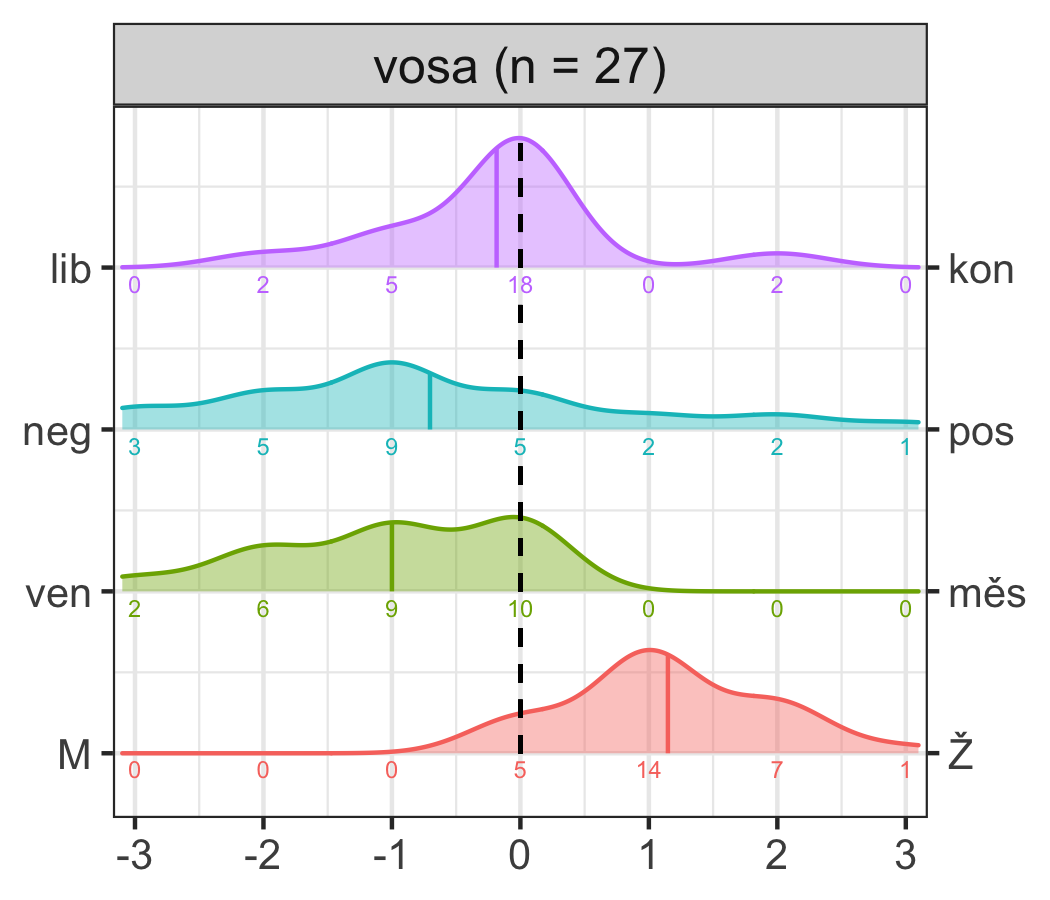 vosa (n = 27)
lib kon
0 2 5 18 0 2 0
neg pos
3 5 9 5 2 2 1
ven měs
2 6 9 10 0 0 0
M Ž
0 0 0 5 14 7 1
-3 -2 -1 0 1 2 3